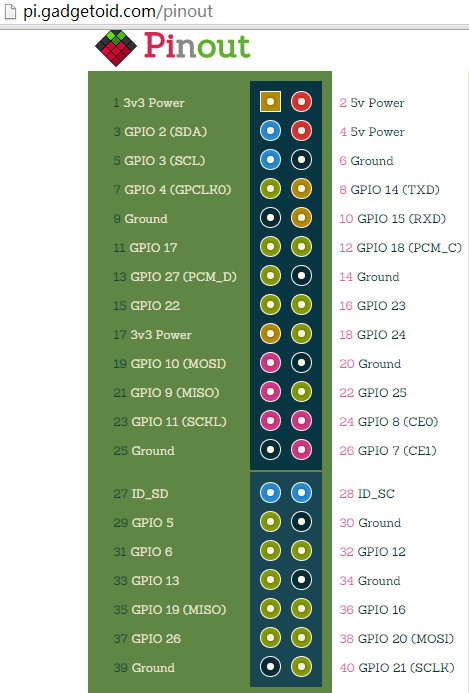 pi.gadgetoid.com/pinout
Pinout
1 3v3 Power 2 5v Power
3 GPIO 2 (SDA) 4 5v Power
5 GPIO 3 (SCL) 6 Ground
7 GPIO 4 (GPCLK0) 8 GPIO 14 (TXD)
9 Ground 10 GPIO 15 (RXD)
11 GPIO 17 12 GPIO 18 (PCM_C)
13 GPIO 27 (PCM_D) 14 Ground
15 GPIO 22 16 GPIO 23
17 3v3 Power 18 GPIO 24
19 GPIO 10 (MOSI) 20 Ground
21 GPIO 9 (MISO) 22 GPIO 25
23 GPIO 11 (SCKL) 24 GPIO 8 (CE0)
25 Ground 26 GPIO 7 (CE1)
27 ID_SD 28 ID_SC
29 GPIO 5 30 Ground
31 GPIO 6 32 GPIO 12
33 GPIO 13 34 Ground
35 GPIO 19 (MISO) 36 GPIO 16
37 GPIO 26 38 GPIO 20 (MOSI)
39 Ground 40 GPIO 21 (SCLK)